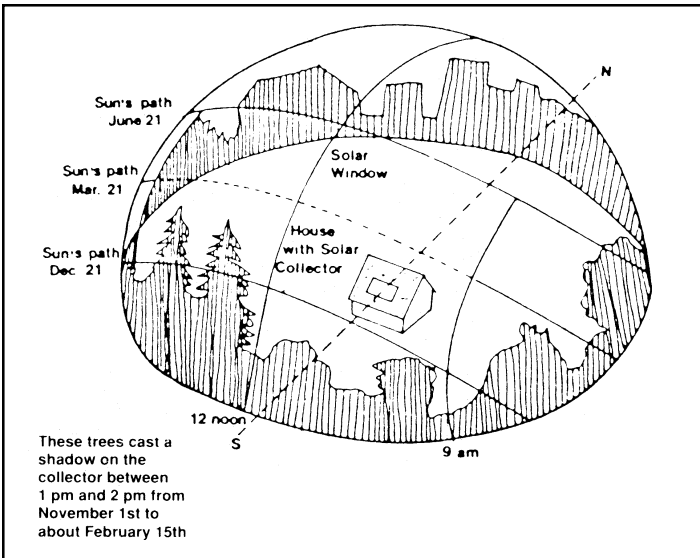 N
Sun's path
June 21
Solar
Window
Sun's path
Mar. 21
House
with Solar
Collector
Sun's path
Dec 21
12 noon
S
9 am
These trees cast a
shadow on the
collector between
1 pm and 2 pm from
November 1st to
about February 15th